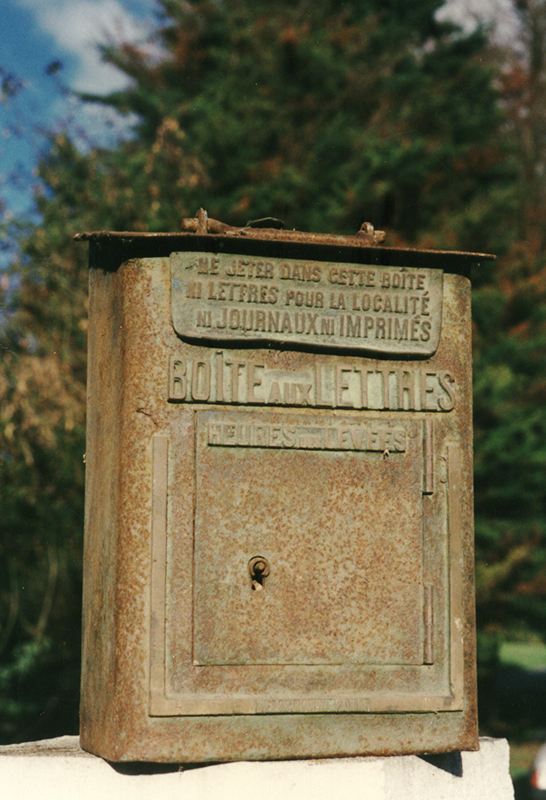 NE JETER DANS CETTE BOÎTE
NI LETTRES POUR LA LOCALITÉ
NI JOURNAUX NI IMPRIMÉS
BOÎTE AUX LETTRES
HEURES DES LEVÉES